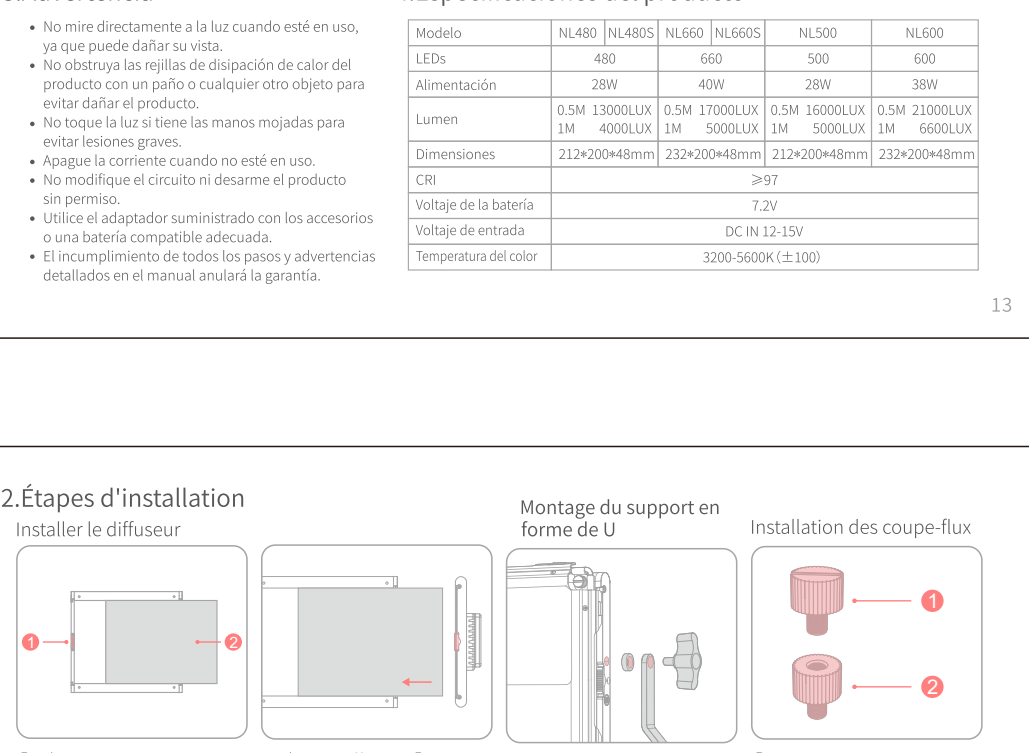 • No mire directamente a la luz cuando esté en uso,
ya que puede dañar su vista.
• No obstruya las rejillas de disipación de calor del
producto con un paño o cualquier otro objeto para
evitar dañar el producto.
• No toque la luz si tiene las manos mojadas para
evitar lesiones graves.
• Apague la corriente cuando no esté en uso.
• No modifique el circuito ni desarme el producto
sin permiso.
• Utilice el adaptador suministrado con los accesorios
o una batería compatible adecuada.
• El incumplimiento de todos los pasos y advertencias
detallados en el manual anulará la garantía.
Modelo NL480 NL480S NL660 NL660S NL500 NL600
LEDs 480 660 500 600
Alimentación 28W 40W 28W 38W
Lumen 0.5M 13000LUX 0.5M 17000LUX 0.5M 16000LUX 0.5M 21000LUX
1M 4000LUX 1M 5000LUX 1M 5000LUX 1M 6600LUX
Dimensiones 212*200*48mm 232*200*48mm 212*200*48mm 232*200*48mm
CRI ⩾97
Voltaje de la batería 7.2V
Voltaje de entrada DC IN 12-15V
Temperatura del color 3200-5600K (±100)
13
2.Étapes d'installation
Installer le diffuseur
Montage du support en
forme de U
Installation des coupe-flux
1
2
1
2